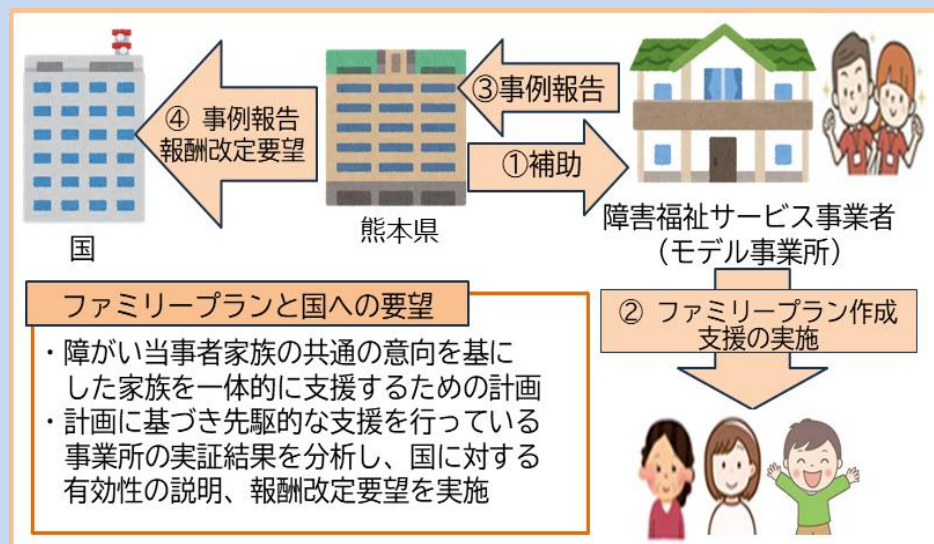 ③事例報告
④ 事例報告
報酬改定要望
①補助
国
熊本県
障害福祉サービス事業者
（モデル事業所）
② ファミリープラン作成
支援の実施
ファミリープランと国への要望
・障がい当事者家族の共通の意向を基に
した家族を一体的に支援するための計画
・計画に基づき先駆的な支援を行っている
事業所の実証結果を分析し、国に対する
有効性の説明、報酬改定要望を実施